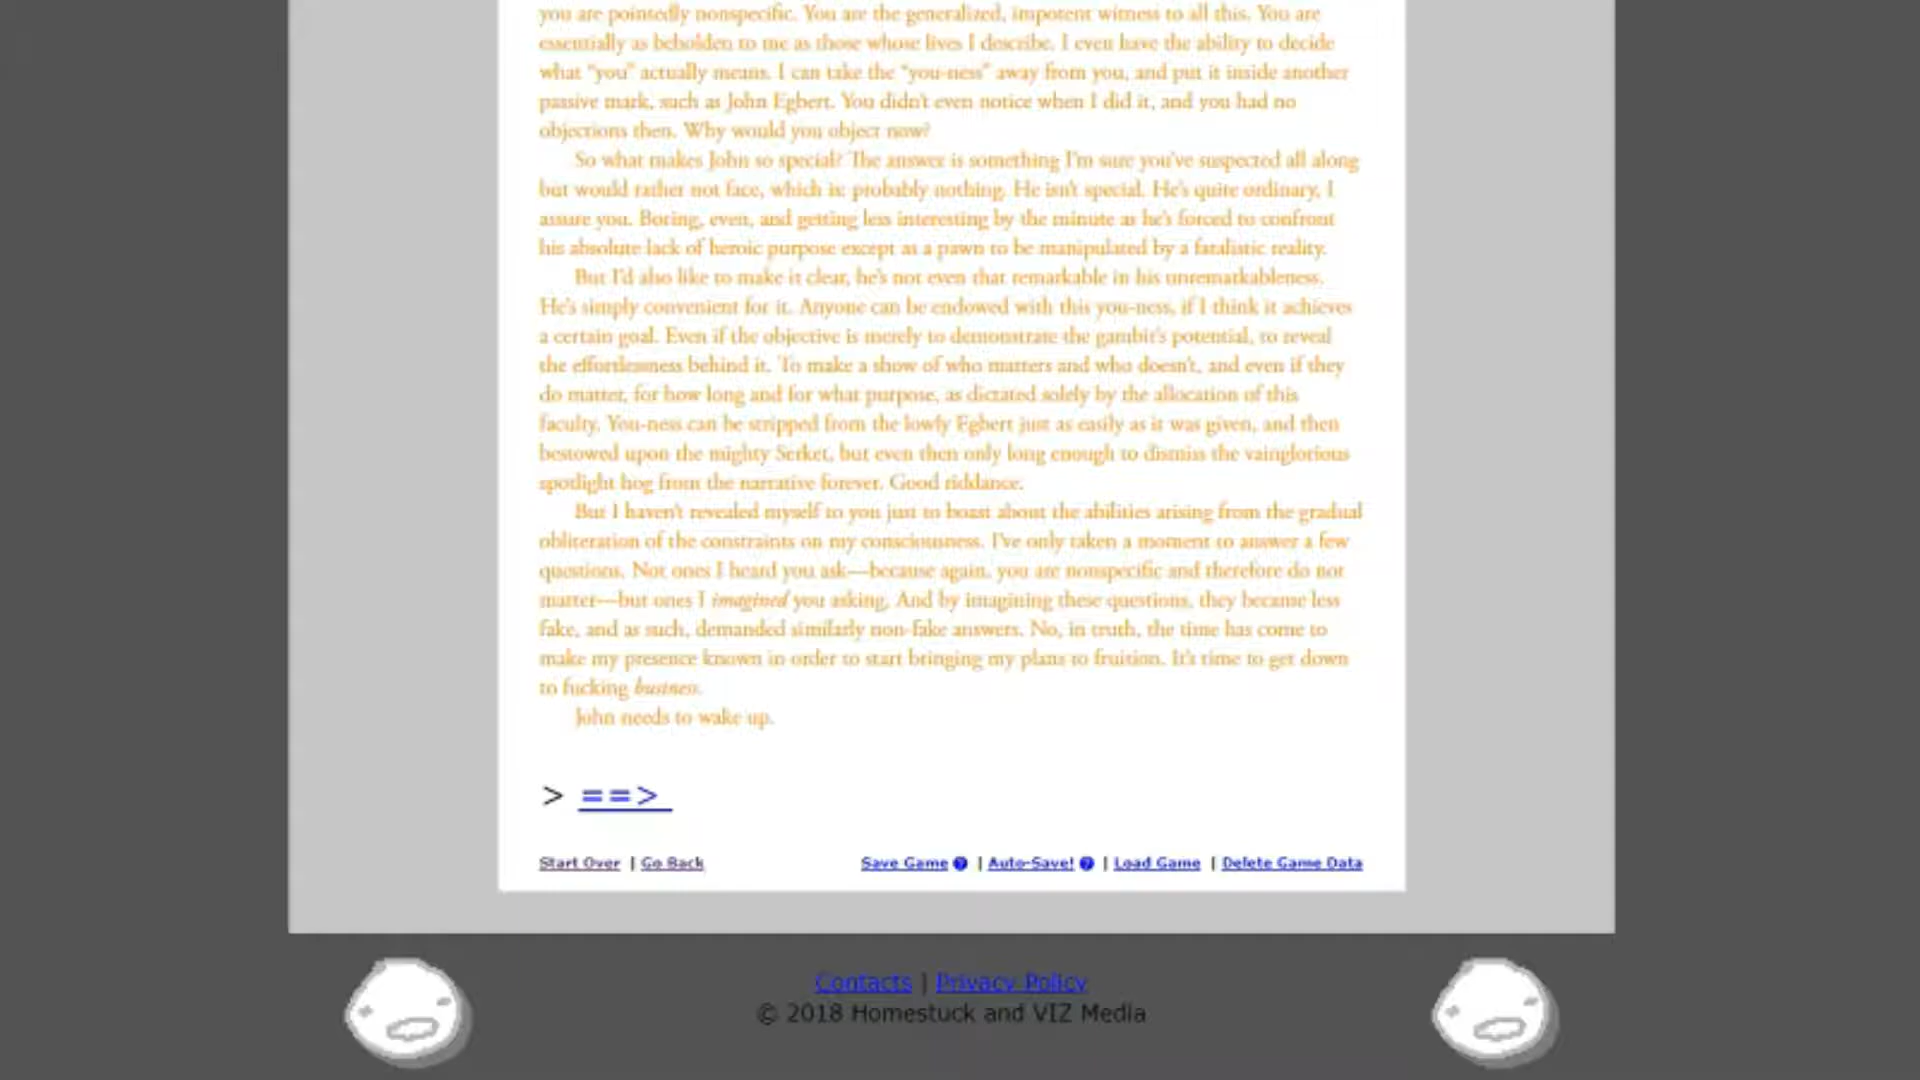 you are pointedly nonspecific. You are the generalized, impotent witness to all this. You are
essentially as beholden to me as those whose lives I describe. I even have the ability to decide
what “you” actually means. I can take the “you-ness” away from you, and put it inside another
passive mark, such as John Egbert. You didn’t even notice when I did it, and you had no
objections then. Why would you object now?
So what makes John so special? The answer is something I’m sure you’ve suspected all along
but would rather not face, which is: probably nothing. He isn’t special. He’s quite ordinary, I
assure you. Boring, even, and getting less interesting by the minute as he’s forced to confront
his absolute lack of heroic purpose except as a pawn to be manipulated by a fatalistic reality.
But I’d also like to make it clear, he’s not even that remarkable in his unremarkableness.
He’s simply convenient for it. Anyone can be endowed with this you-ness, if I think it achieves
a certain goal. Even if the objective is merely to demonstrate the gambit’s potential, to reveal
the effortlessness behind it. To make a show of who matters and who doesn’t, and even if they
do matter, for how long and for what purpose, as dictated solely by the allocation of this
faculty. You-ness can be stripped from the lowly Egbert just as easily as it was given, and then
bestowed upon the mighty Serket, but even then only long enough to dismiss the vainglorious
spotlight hog from the narrative forever. Good riddance.
But I haven’t revealed myself to you just to boast about the abilities arising from the gradual
obliteration of the constraints on my consciousness. I’ve only taken a moment to answer a few
questions. Not ones I heard you ask—because again, you are nonspecific and therefore do not
matter—but ones I imagined you asking. And by imagining these questions, they became less
fake, and as such, demanded similarly non-fake answers. No, in truth, the time has come to
make my presence known in order to start bringing my plans to fruition. It’s time to get down
to fucking business.
John needs to wake up.
> ==>
Start Over | Go Back
Save Game ? | Auto-Save! ? | Load Game | Delete Game Data
Contacts | Privacy Policy
© 2018 Homestuck and VIZ Media